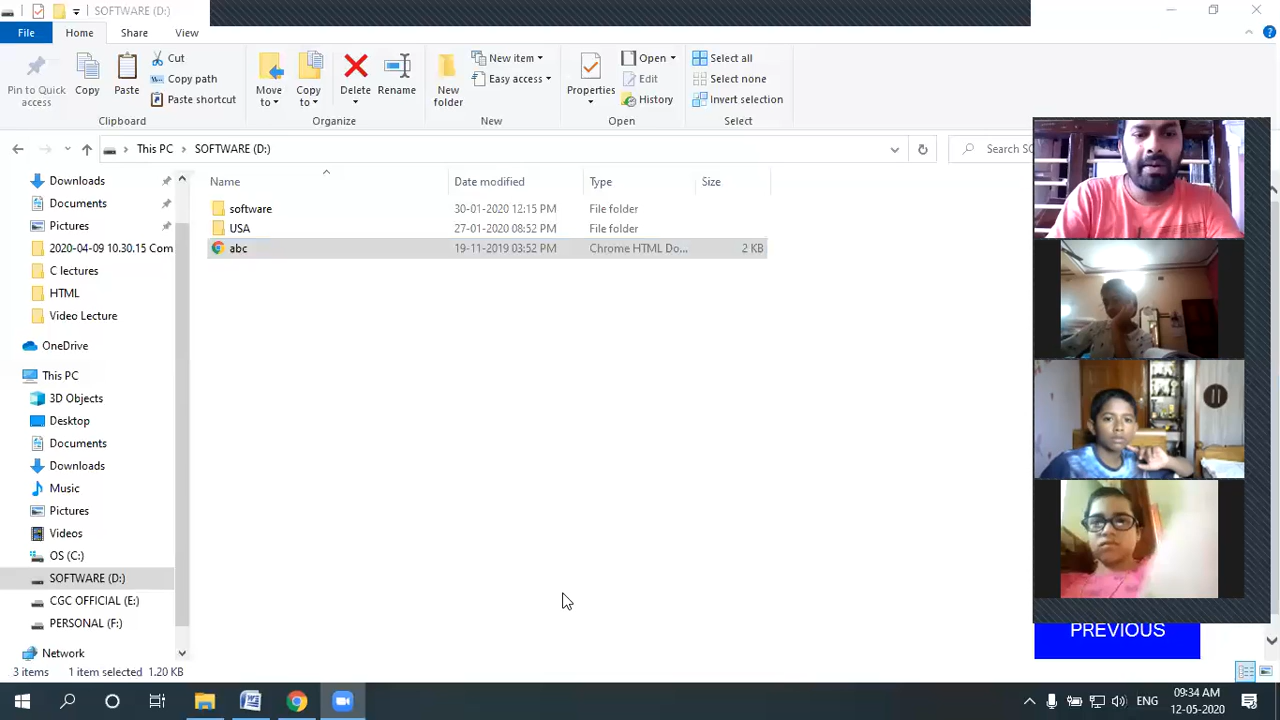 SOFTWARE (D:)
File Home Share View
Pin to Quick access
Copy
Paste
Cut
Copy path
Paste shortcut
Clipboard
Move to
Copy to
Delete
Rename
Organize
New folder
New item
Easy access
New
Properties
Open
Edit
History
Open
Select all
Select none
Invert selection
Select
This PC SOFTWARE (D:)
Search SO
Downloads
Documents
Pictures
2020-04-09 10.30.15 Com
C lectures
HTML
Video Lecture
OneDrive
This PC
3D Objects
Desktop
Documents
Downloads
Music
Pictures
Videos
OS (C:)
SOFTWARE (D:)
CGC OFFICIAL (E:)
PERSONAL (F:)
Network
Name Date modified Type Size
software 30-01-2020 12:15 PM File folder
USA 27-01-2020 08:52 PM File folder
abc 19-11-2019 03:52 PM Chrome HTML Do... 2 KB
PREVIOUS
3 items 1 item selected 1.20 KB
ENG
09:34 AM
12-05-2020